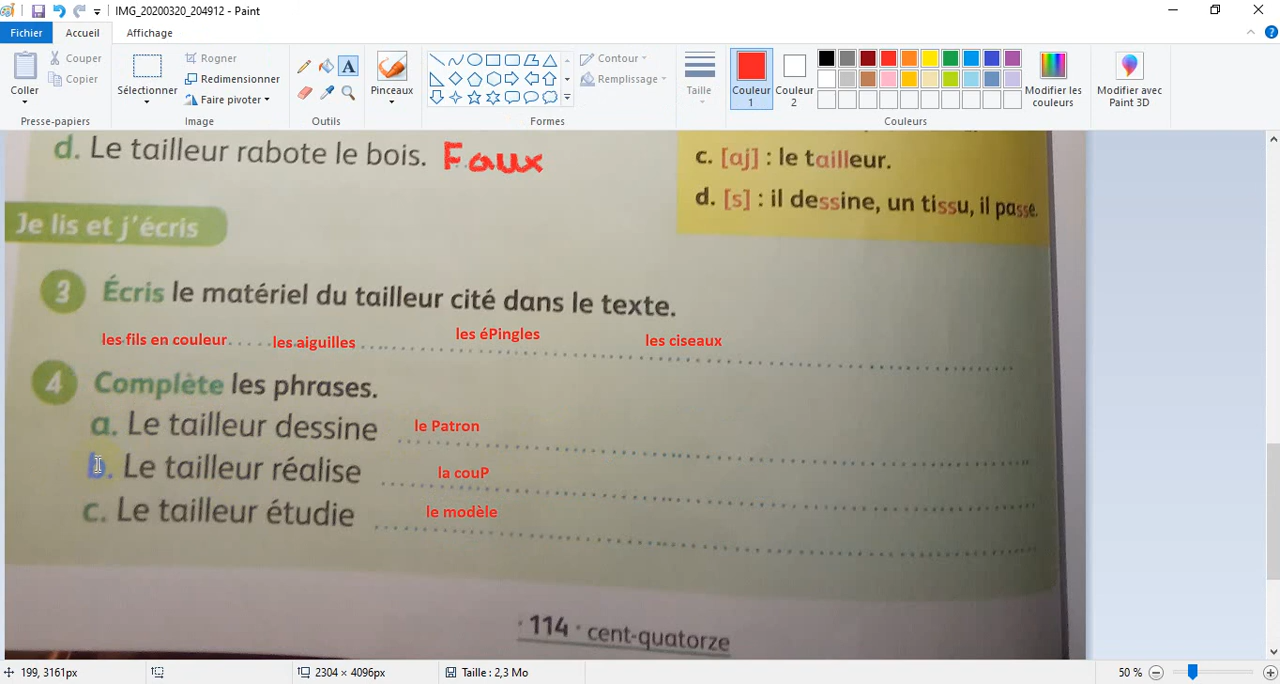 IMG_20200320_204912 - Paint
Fichier Accueil Affichage
Coller
Couper
Copier
Presse-papiers
Sélectionner
Rogner
Redimensionner
Faire pivoter
Image
A
Outils
Pinceaux
Contour
Remplissage
Formes
Taille
Couleur 1
Couleur 2
Modifier les couleurs
Couleurs
Modifier avec Paint 3D
d. Le tailleur rabote le bois. Faux
c. [aj] : le tailleur.
d. [s] : il dessine, un tissu, il passe.
Je lis et j'écris
3 Écris le matériel du tailleur cité dans le texte.
les fils en couleur les aiguilles les éPingles les ciseaux
4 Complète les phrases.
a. Le tailleur dessine le Patron
b. Le tailleur réalise la couP
c. Le tailleur étudie le modèle
· 114 · cent-quatorze
199, 3161px 2304 × 4096px Taille : 2,3 Mo 50 %